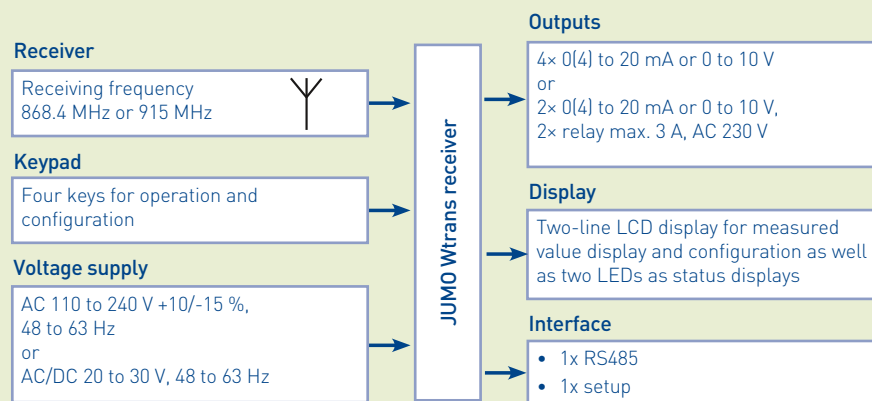 Receiver
Receiving frequency
868.4 MHz or 915 MHz
Keypad
Four keys for operation and
configuration
Voltage supply
AC 110 to 240 V +10/-15 %,
48 to 63 Hz
or
AC/DC 20 to 30 V, 48 to 63 Hz
JUMO Wtrans receiver
Outputs
4× 0(4) to 20 mA or 0 to 10 V
or
2× 0(4) to 20 mA or 0 to 10 V,
2× relay max. 3 A, AC 230 V
Display
Two-line LCD display for measured
value display and configuration as well
as two LEDs as status displays
Interface
• 1x RS485
• 1x setup